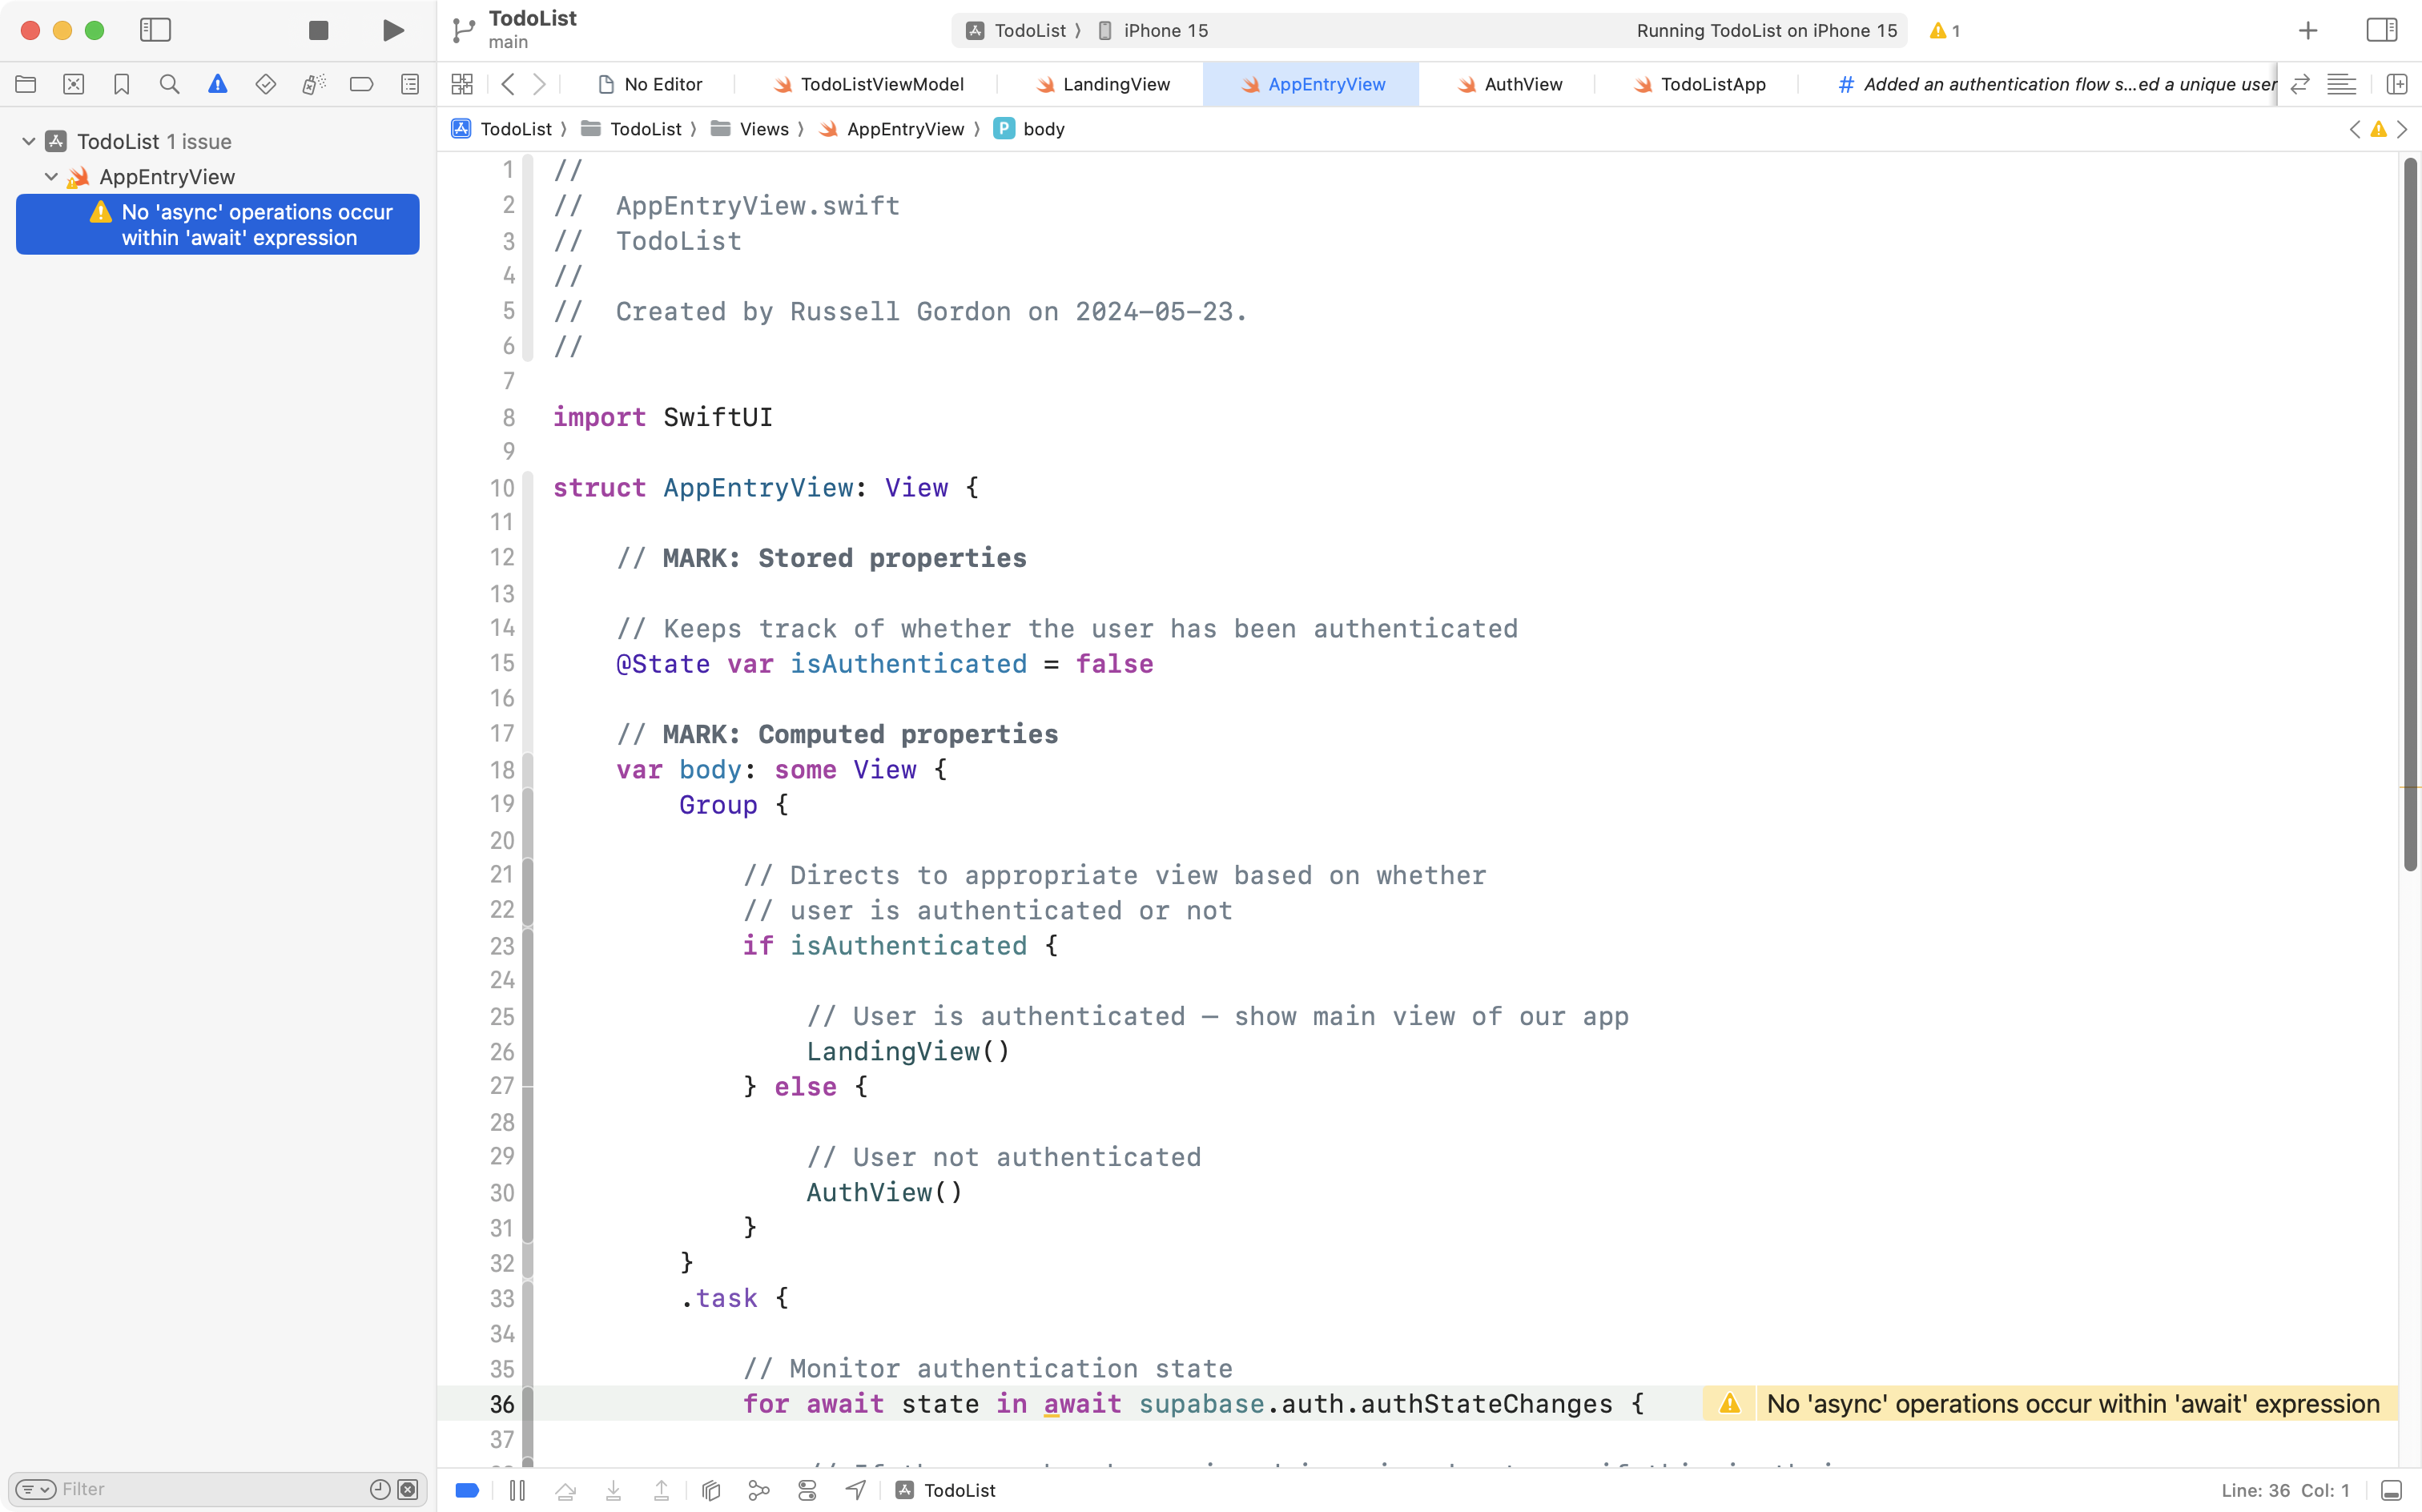 TodoList
main
TodoList 〉 iPhone 15
Running TodoList on iPhone 15
1
No Editor
TodoListViewModel
LandingView
AppEntryView
AuthView
TodoListApp
# Added an authentication flow s...ed a unique user
TodoList 1 issue
AppEntryView
No 'async' operations occur
within 'await' expression
TodoList 〉 TodoList 〉 Views 〉 AppEntryView 〉 P body
1 //
2 //  AppEntryView.swift
3 //  TodoList
4 //
5 //  Created by Russell Gordon on 2024-05-23.
6 //
7
8 import SwiftUI
9
10 struct AppEntryView: View {
11
12     // MARK: Stored properties
13
14     // Keeps track of whether the user has been authenticated
15     @State var isAuthenticated = false
16
17     // MARK: Computed properties
18     var body: some View {
19         Group {
20
21             // Directs to appropriate view based on whether
22             // user is authenticated or not
23             if isAuthenticated {
24
25                 // User is authenticated – show main view of our app
26                 LandingView()
27             } else {
28
29                 // User not authenticated
30                 AuthView()
31             }
32         }
33         .task {
34
35             // Monitor authentication state
36             for await state in await supabase.auth.authStateChanges {
No 'async' operations occur within 'await' expression
37
Filter
TodoList
Line: 36 Col: 1